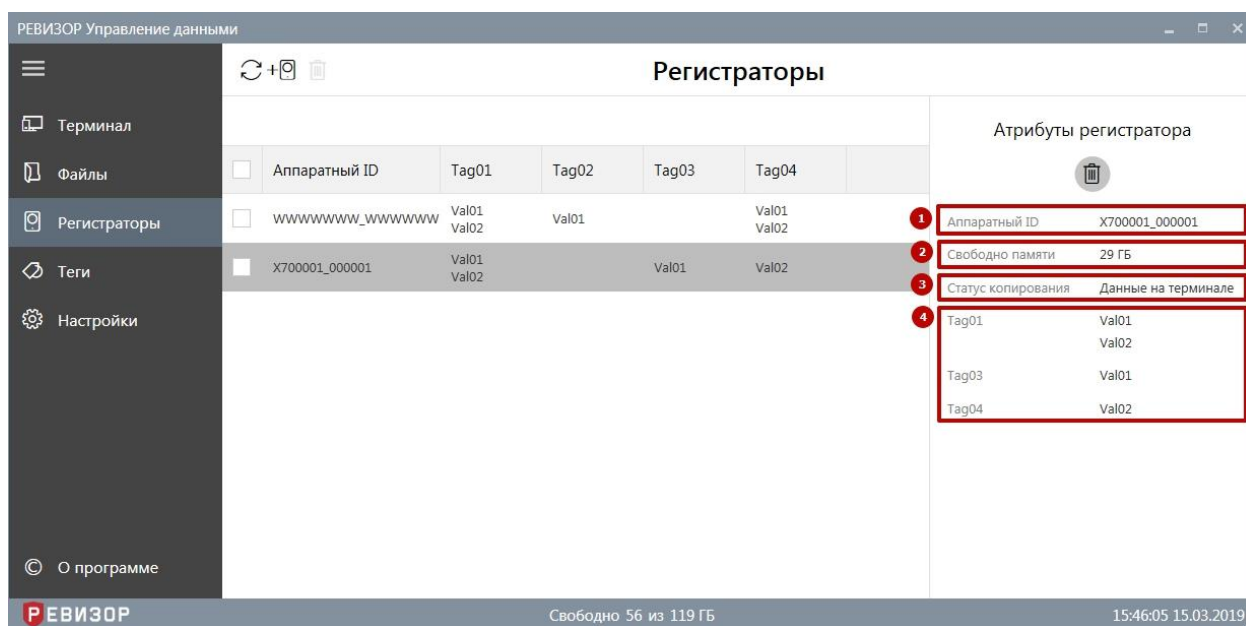 РЕВИЗОР Управление данными
Регистраторы
Терминал
Файлы
Регистраторы
Теги
Настройки
О программе
Аппаратный ID Tag01 Tag02 Tag03 Tag04
WWWWWWW_WWWWWW Val01 Val01 Val01
Val02 Val02
X700001_000001 Val01 Val01 Val02
Val02
Атрибуты регистратора
1 Аппаратный ID X700001_000001
2 Свободно памяти 29 ГБ
3 Статус копирования Данные на терминале
4 Tag01 Val01
Val02
Tag03 Val01
Tag04 Val02
РЕВИЗОР Свободно 56 из 119 ГБ 15:46:05 15.03.2019